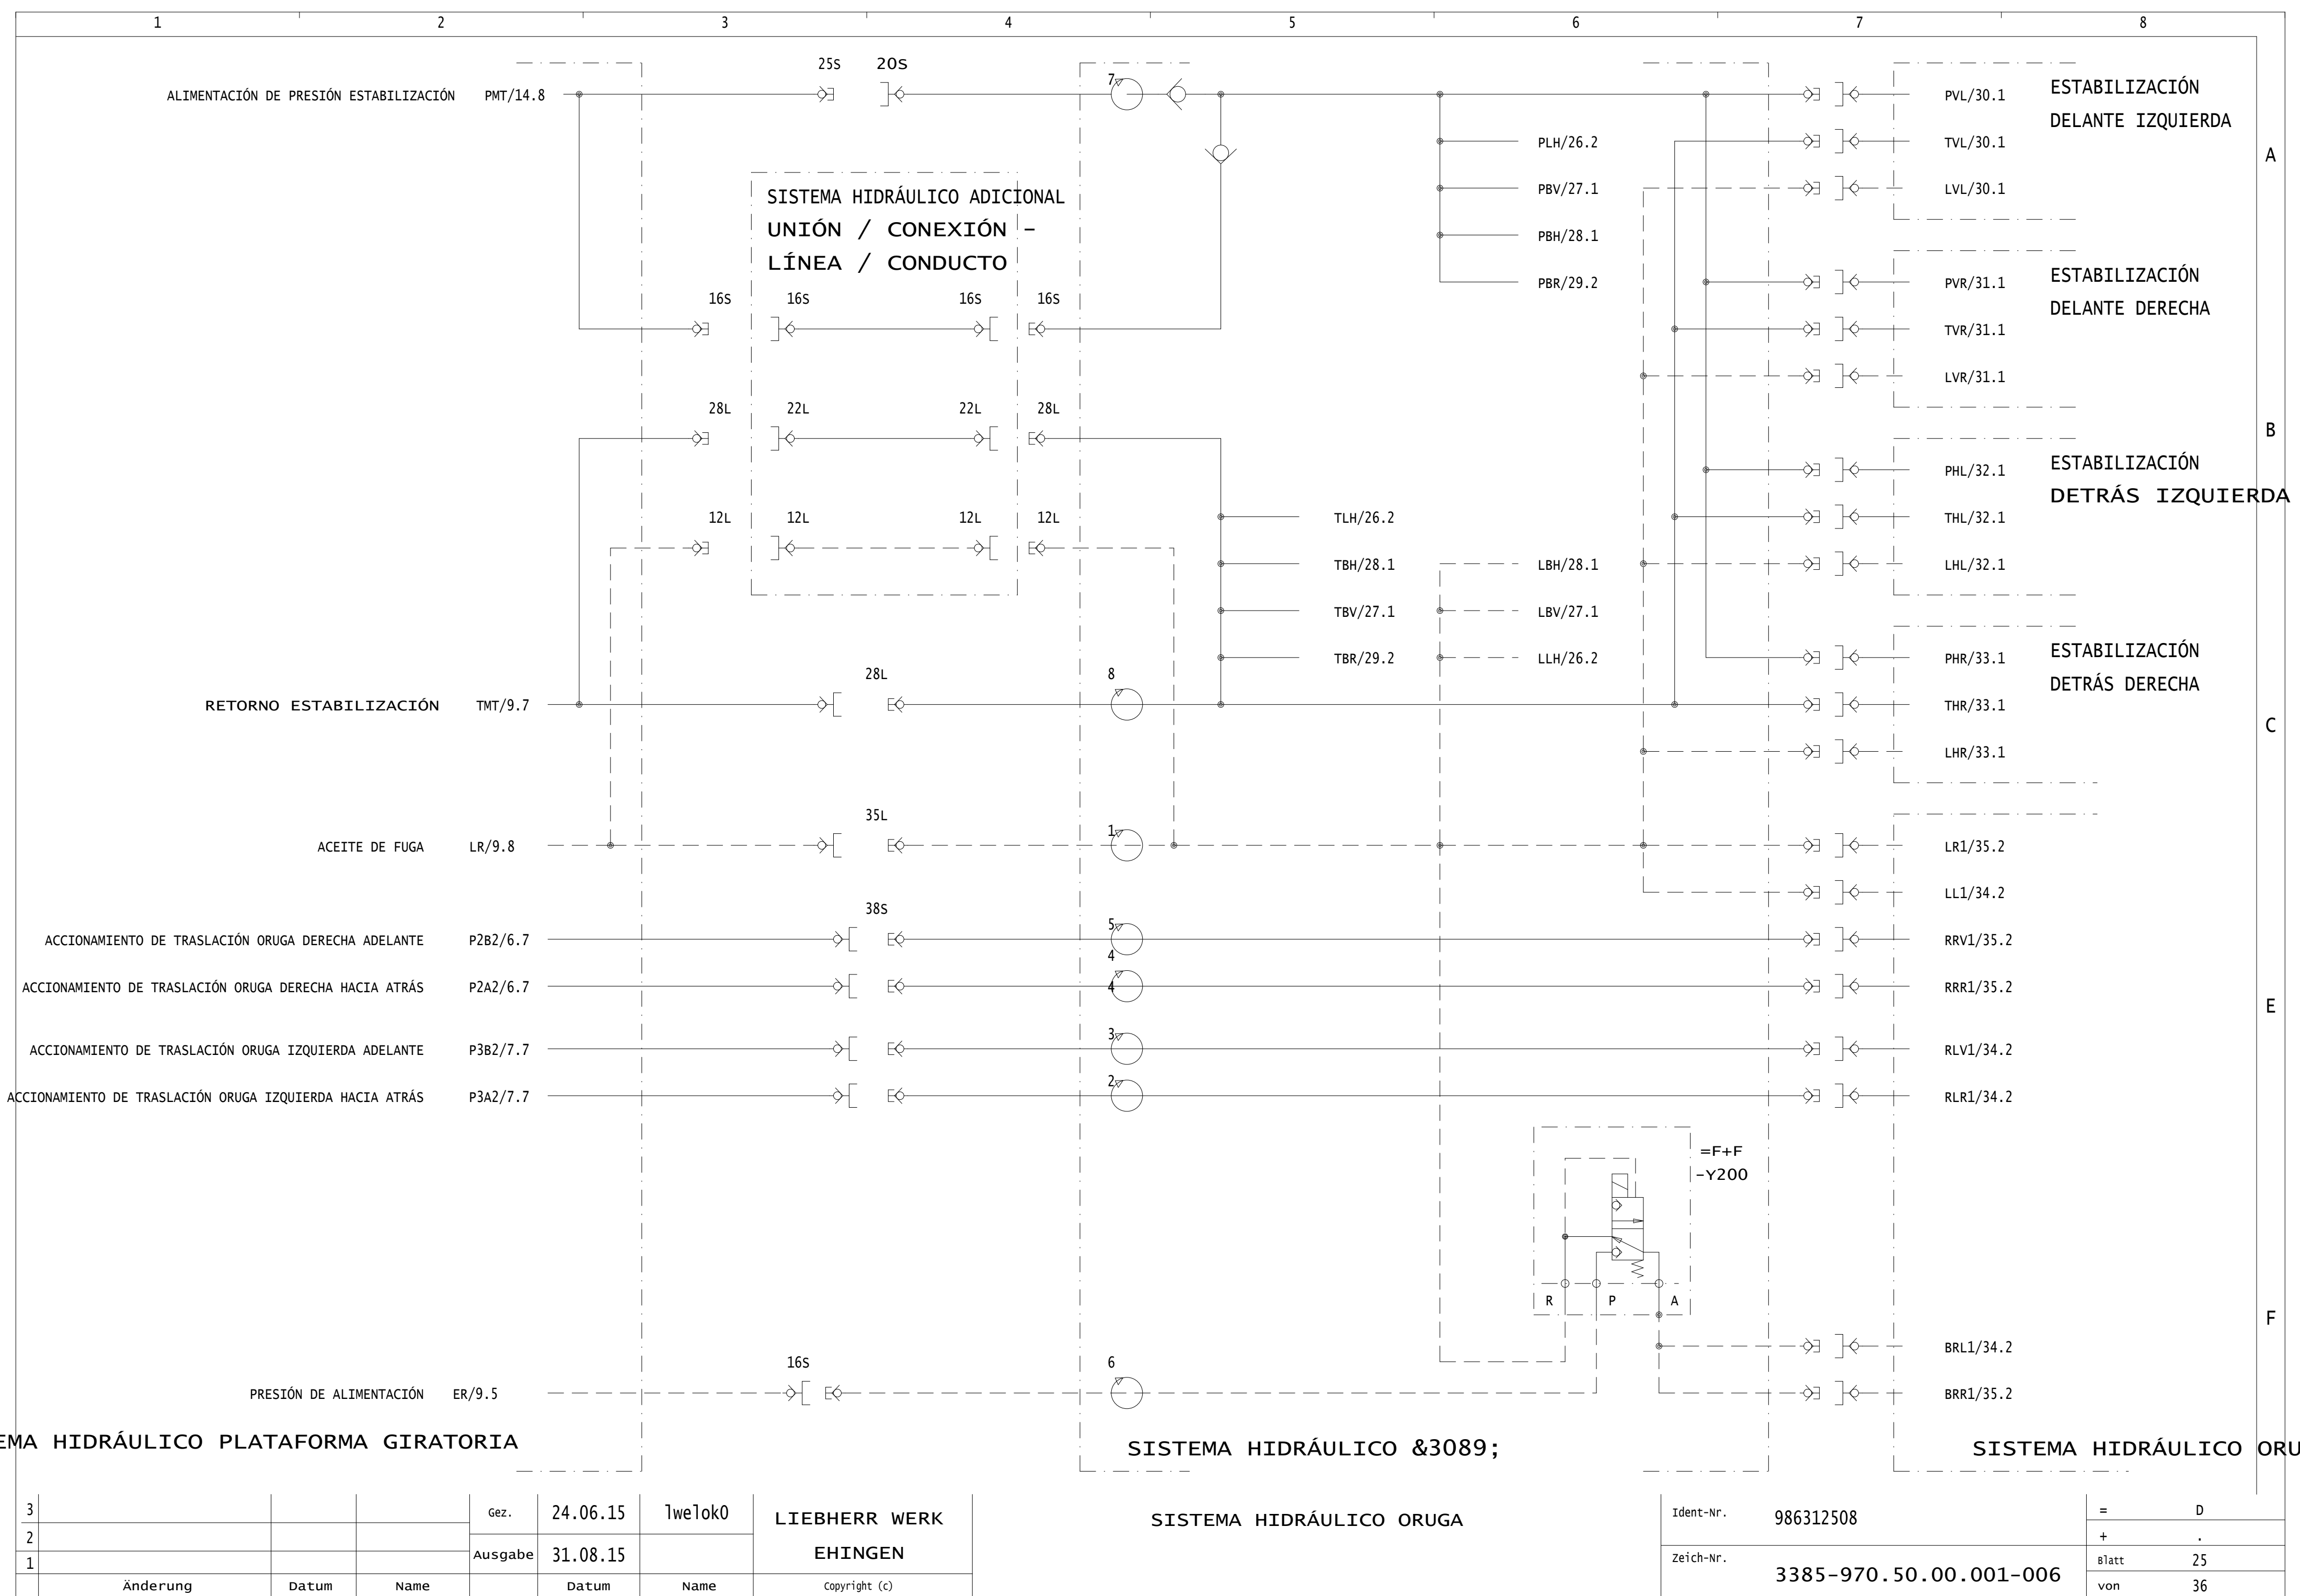 1 2 3 4 5 6 7 8
25S 20S
ALIMENTACIÓN DE PRESIÓN ESTABILIZACIÓN PMT/14.8
7
PVL/30.1 ESTABILIZACIÓN
DELANTE IZQUIERDA
PLH/26.2 TVL/30.1
A
PBV/27.1 LVL/30.1
SISTEMA HIDRÁULICO ADICIONAL
UNIÓN / CONEXIÓN -
LÍNEA / CONDUCTO
PBH/28.1
PBR/29.2
PVR/31.1 ESTABILIZACIÓN
DELANTE DERECHA
16S 16S 16S 16S
TVR/31.1
LVR/31.1
28L 22L 22L 28L
B
PHL/32.1 ESTABILIZACIÓN
DETRÁS IZQUIERDA
12L 12L 12L 12L
TLH/26.2 THL/32.1
TBH/28.1 LBH/28.1 LHL/32.1
TBV/27.1 LBV/27.1
TBR/29.2 LLH/26.2
PHR/33.1 ESTABILIZACIÓN
DETRÁS DERECHA
28L 8
RETORNO ESTABILIZACIÓN TMT/9.7
THR/33.1
C
LHR/33.1
35L
1
ACEITE DE FUGA LR/9.8
LR1/35.2
LL1/34.2
38S
5
ACCIONAMIENTO DE TRASLACIÓN ORUGA DERECHA ADELANTE P2B2/6.7
RRV1/35.2
4
4
ACCIONAMIENTO DE TRASLACIÓN ORUGA DERECHA HACIA ATRÁS P2A2/6.7
RRR1/35.2
E
3
ACCIONAMIENTO DE TRASLACIÓN ORUGA IZQUIERDA ADELANTE P3B2/7.7
RLV1/34.2
2
ACCIONAMIENTO DE TRASLACIÓN ORUGA IZQUIERDA HACIA ATRÁS P3A2/7.7
RLR1/34.2
=F+F
-Y200
R P A
F
BRL1/34.2
16S 6
PRESIÓN DE ALIMENTACIÓN ER/9.5
BRR1/35.2
EMA HIDRÁULICO PLATAFORMA GIRATORIA
SISTEMA HIDRÁULICO &3089;
SISTEMA HIDRÁULICO ORU
3
2
1
Änderung Datum Name
Gez. 24.06.15 lwelok0
Ausgabe 31.08.15
Datum Name
LIEBHERR WERK
EHINGEN
Copyright (c)
SISTEMA HIDRÁULICO ORUGA
Ident-Nr. 986312508
Zeich-Nr. 3385-970.50.00.001-006
= D
+ .
Blatt 25
von 36